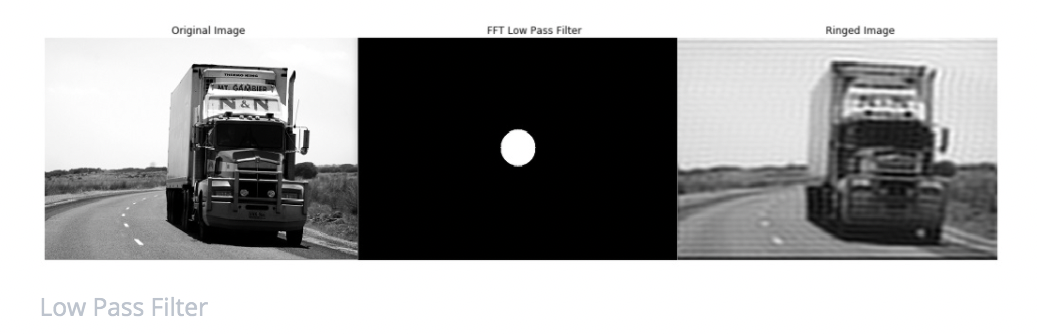 Original Image
FFT Low Pass Filter
Ringed Image
MT. GAMBIER
N&N
Low Pass Filter